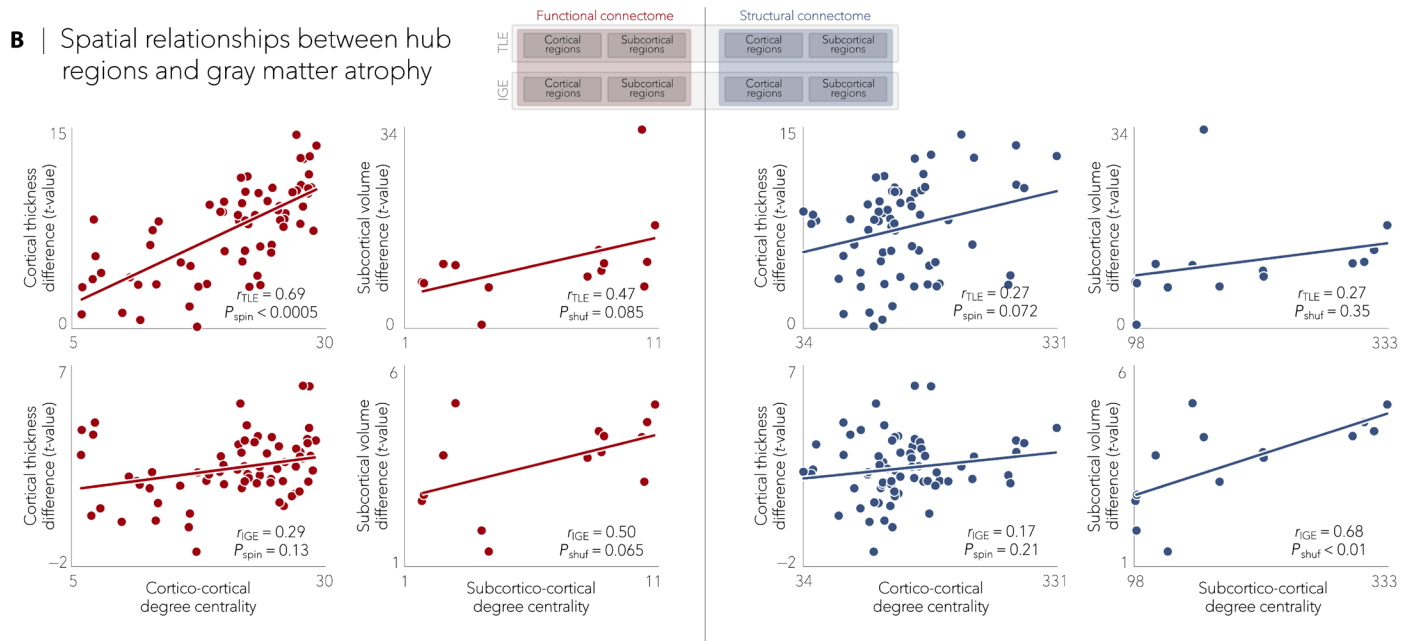 B | Spatial relationships between hub
regions and gray matter atrophy
Functional connectome
Structural connectome
TLE
Cortical regions
Subcortical regions
Cortical regions
Subcortical regions
IGE
Cortical regions
Subcortical regions
Cortical regions
Subcortical regions
Cortical thickness
difference (t-value)
15
0
5
30
rTLE = 0.69
Pspin < 0.0005
Subcortical volume
difference (t-value)
34
0
1
11
rTLE = 0.47
Pshuf = 0.085
Cortical thickness
difference (t-value)
15
0
34
331
rTLE = 0.27
Pspin = 0.072
Subcortical volume
difference (t-value)
34
0
98
333
rTLE = 0.27
Pshuf = 0.35
Cortical thickness
difference (t-value)
7
−2
5
30
rIGE = 0.29
Pspin = 0.13
Cortico-cortical
degree centrality
Subcortical volume
difference (t-value)
6
1
1
11
rIGE = 0.50
Pshuf = 0.065
Subcortico-cortical
degree centrality
Cortical thickness
difference (t-value)
7
−2
34
331
rIGE = 0.17
Pspin = 0.21
Cortico-cortical
degree centrality
Subcortical volume
difference (t-value)
6
1
98
333
rIGE = 0.68
Pshuf < 0.01
Subcortico-cortical
degree centrality